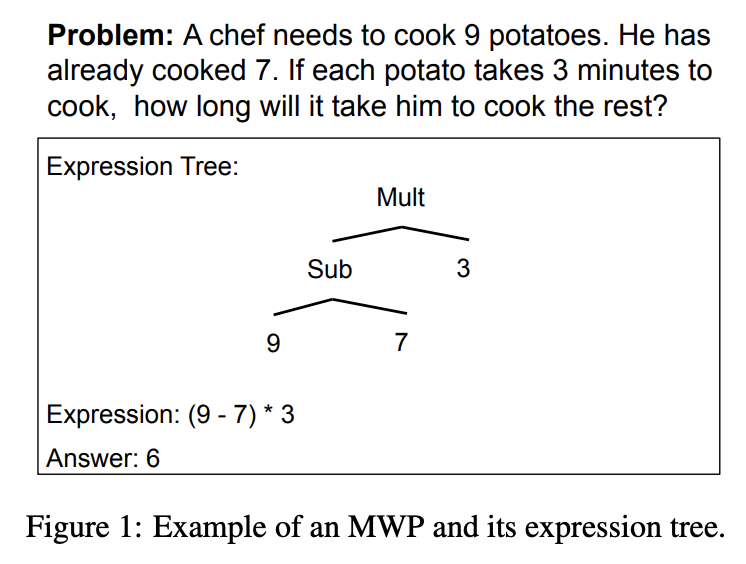 Problem: A chef needs to cook 9 potatoes. He has
already cooked 7. If each potato takes 3 minutes to
cook, how long will it take him to cook the rest?
Expression Tree:
Mult
Sub 3
9 7
Expression: (9 - 7) * 3
Answer: 6
Figure 1: Example of an MWP and its expression tree.